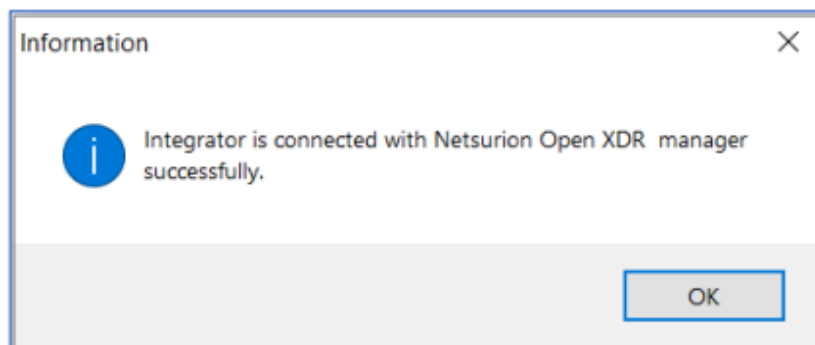 Information
Integrator is connected with Netsurion Open XDR  manager
successfully.
OK